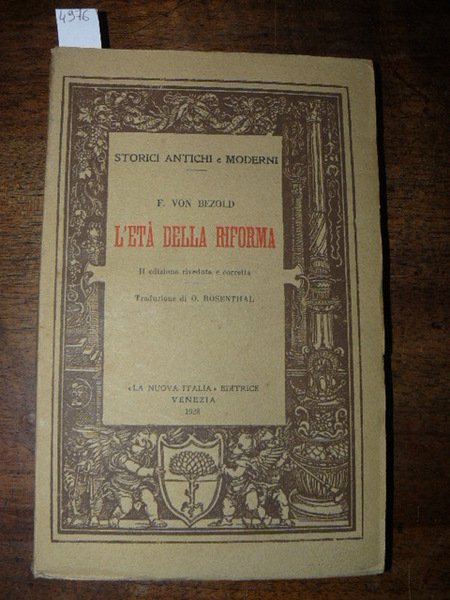 4976
STORICI ANTICHI e MODERNI
F. VON BEZOLD
L'ETÀ DELLA RIFORMA
II edizione riveduta e corretta
Traduzione di O. ROSENTHAL
«LA NUOVA ITALIA» EDITRICE
VENEZIA
1928